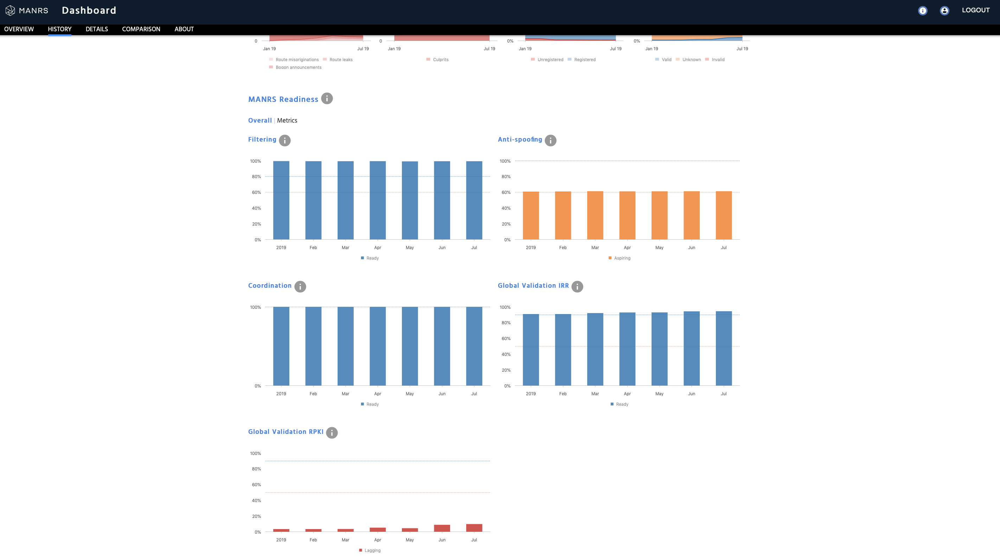 MANRS Dashboard LOGOUT
OVERVIEW HISTORY DETAILS COMPARISON ABOUT
0 0 0% 0%
Jan 19 Jul 19 Jan 19 Jul 19 Jan 19 Jul 19 Jan 19 Jul 19
Route misoriginations Route leaks Culprits Unregistered Registered Valid Unknown Invalid
Bogon announcements
MANRS Readiness
Overall | Metrics
Filtering
100%
80%
60%
40%
20%
0%
2019 Feb Mar Apr May Jun Jul
Ready
Anti-spoofing
100%
80%
60%
40%
20%
0%
2019 Feb Mar Apr May Jun Jul
Aspiring
Coordination
100%
0%
2019 Feb Mar Apr May Jun Jul
Ready
Global Validation IRR
100%
80%
60%
40%
20%
0%
2019 Feb Mar Apr May Jun Jul
Ready
Global Validation RPKI
100%
80%
60%
40%
20%
0%
2019 Feb Mar Apr May Jun Jul
Lagging